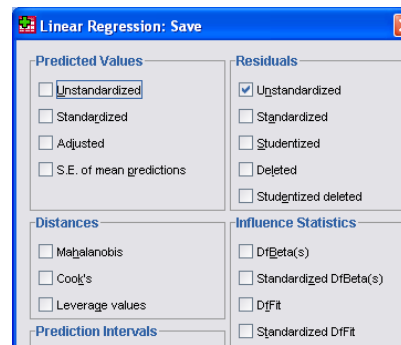 Linear Regression: Save
Predicted Values
Unstandardized
Standardized
Adjusted
S.E. of mean predictions
Residuals
Unstandardized
Standardized
Studentized
Deleted
Studentized deleted
Distances
Mahalanobis
Cook's
Leverage values
Influence Statistics
DfBeta(s)
Standardized DfBeta(s)
DfFit
Standardized DfFit
Prediction Intervals